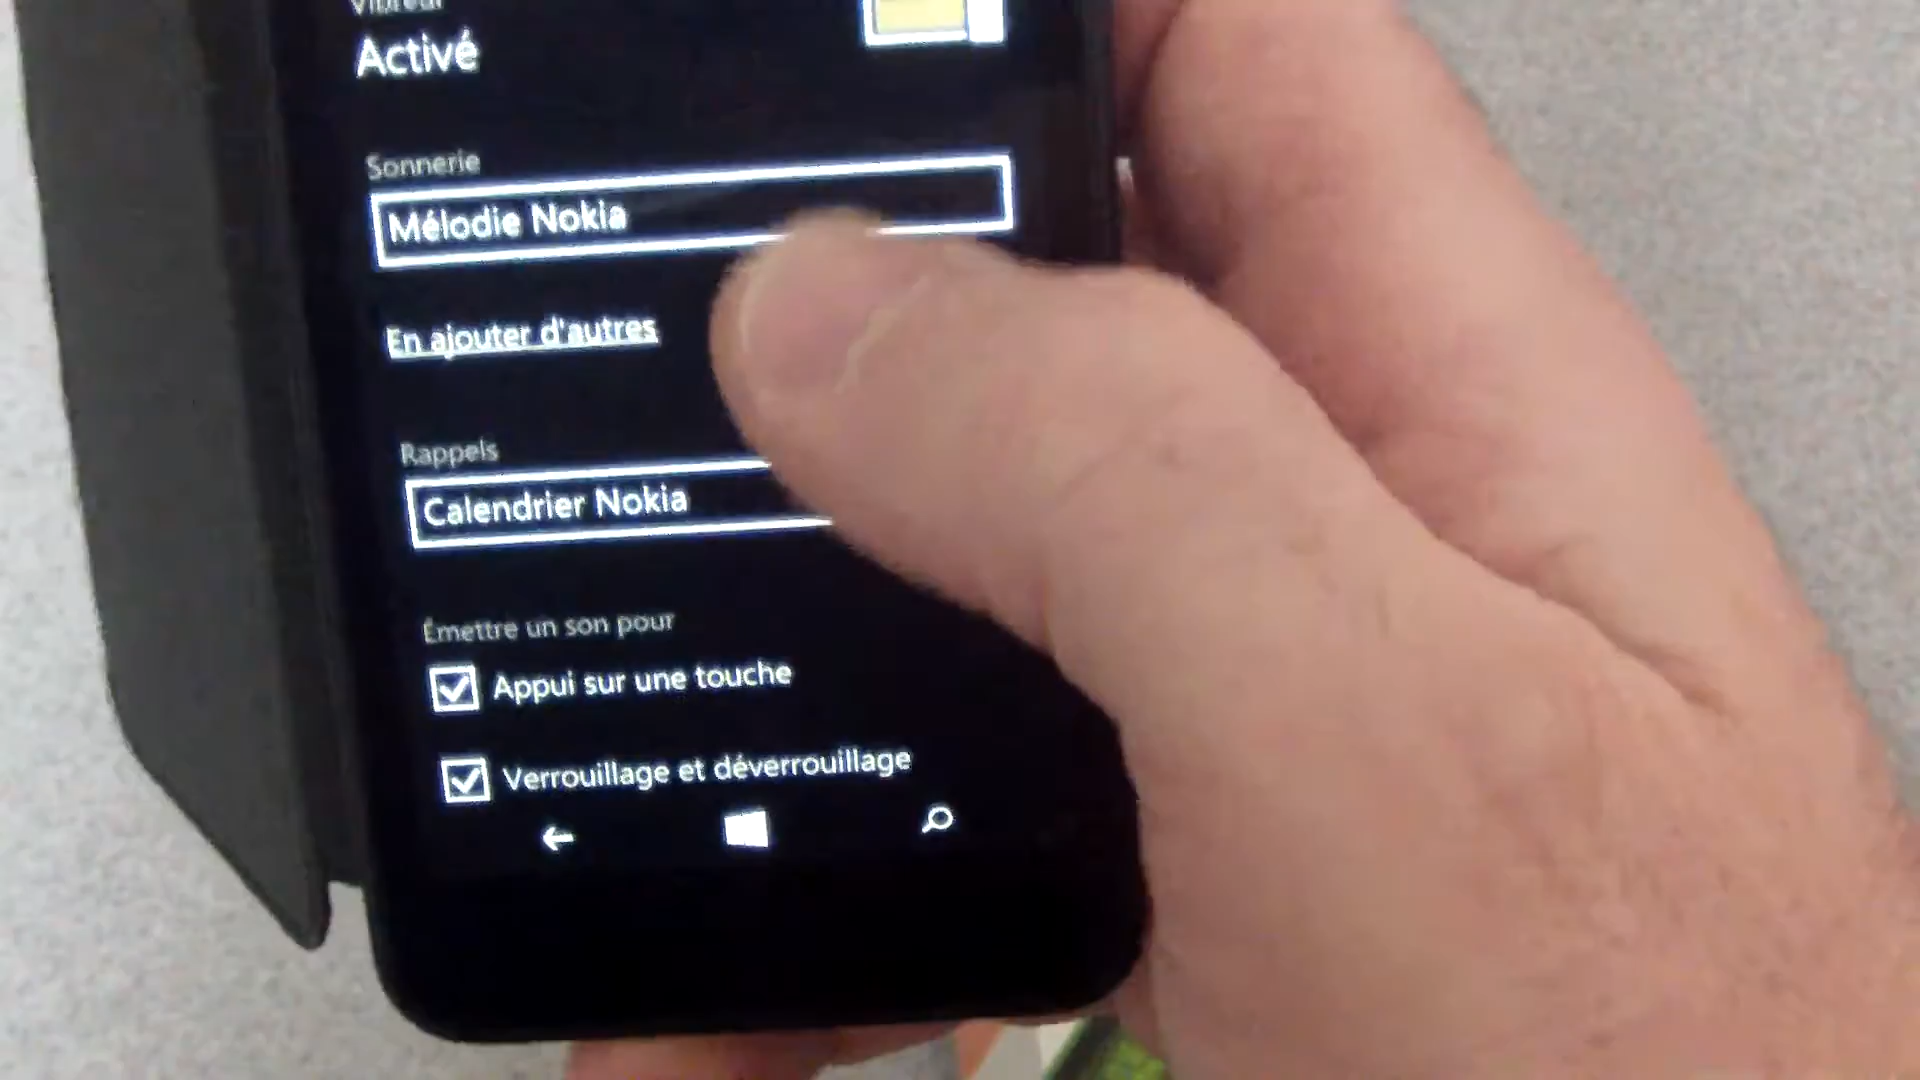 Vibreur
Activé
Sonnerie
Mélodie Nokia
En ajouter d'autres
Rappels
Calendrier Nokia
Émettre un son pour
Appui sur une touche
Verrouillage et déverrouillage